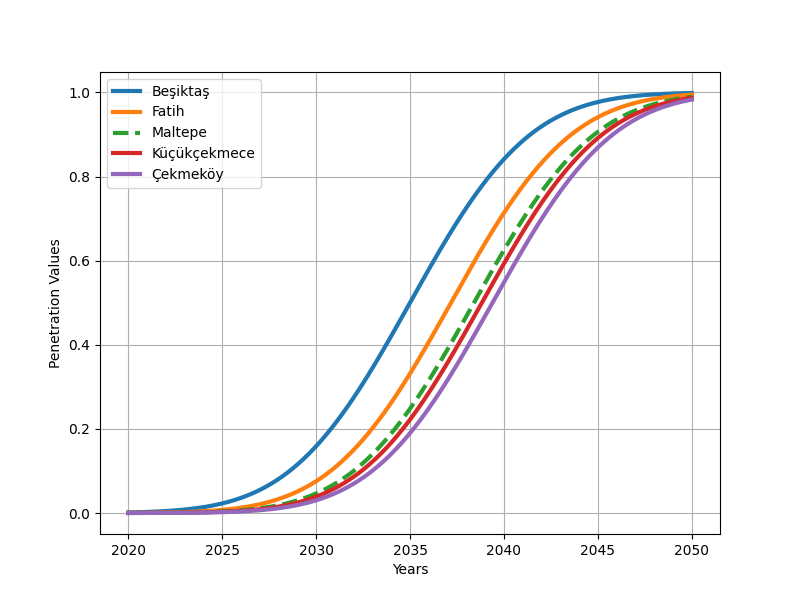 Beşiktaş
Fatih
Maltepe
Küçükçekmece
Çekmeköy
Penetration Values
1.0
0.8
0.6
0.4
0.2
0.0
2020 2025 2030 2035 2040 2045 2050
Years